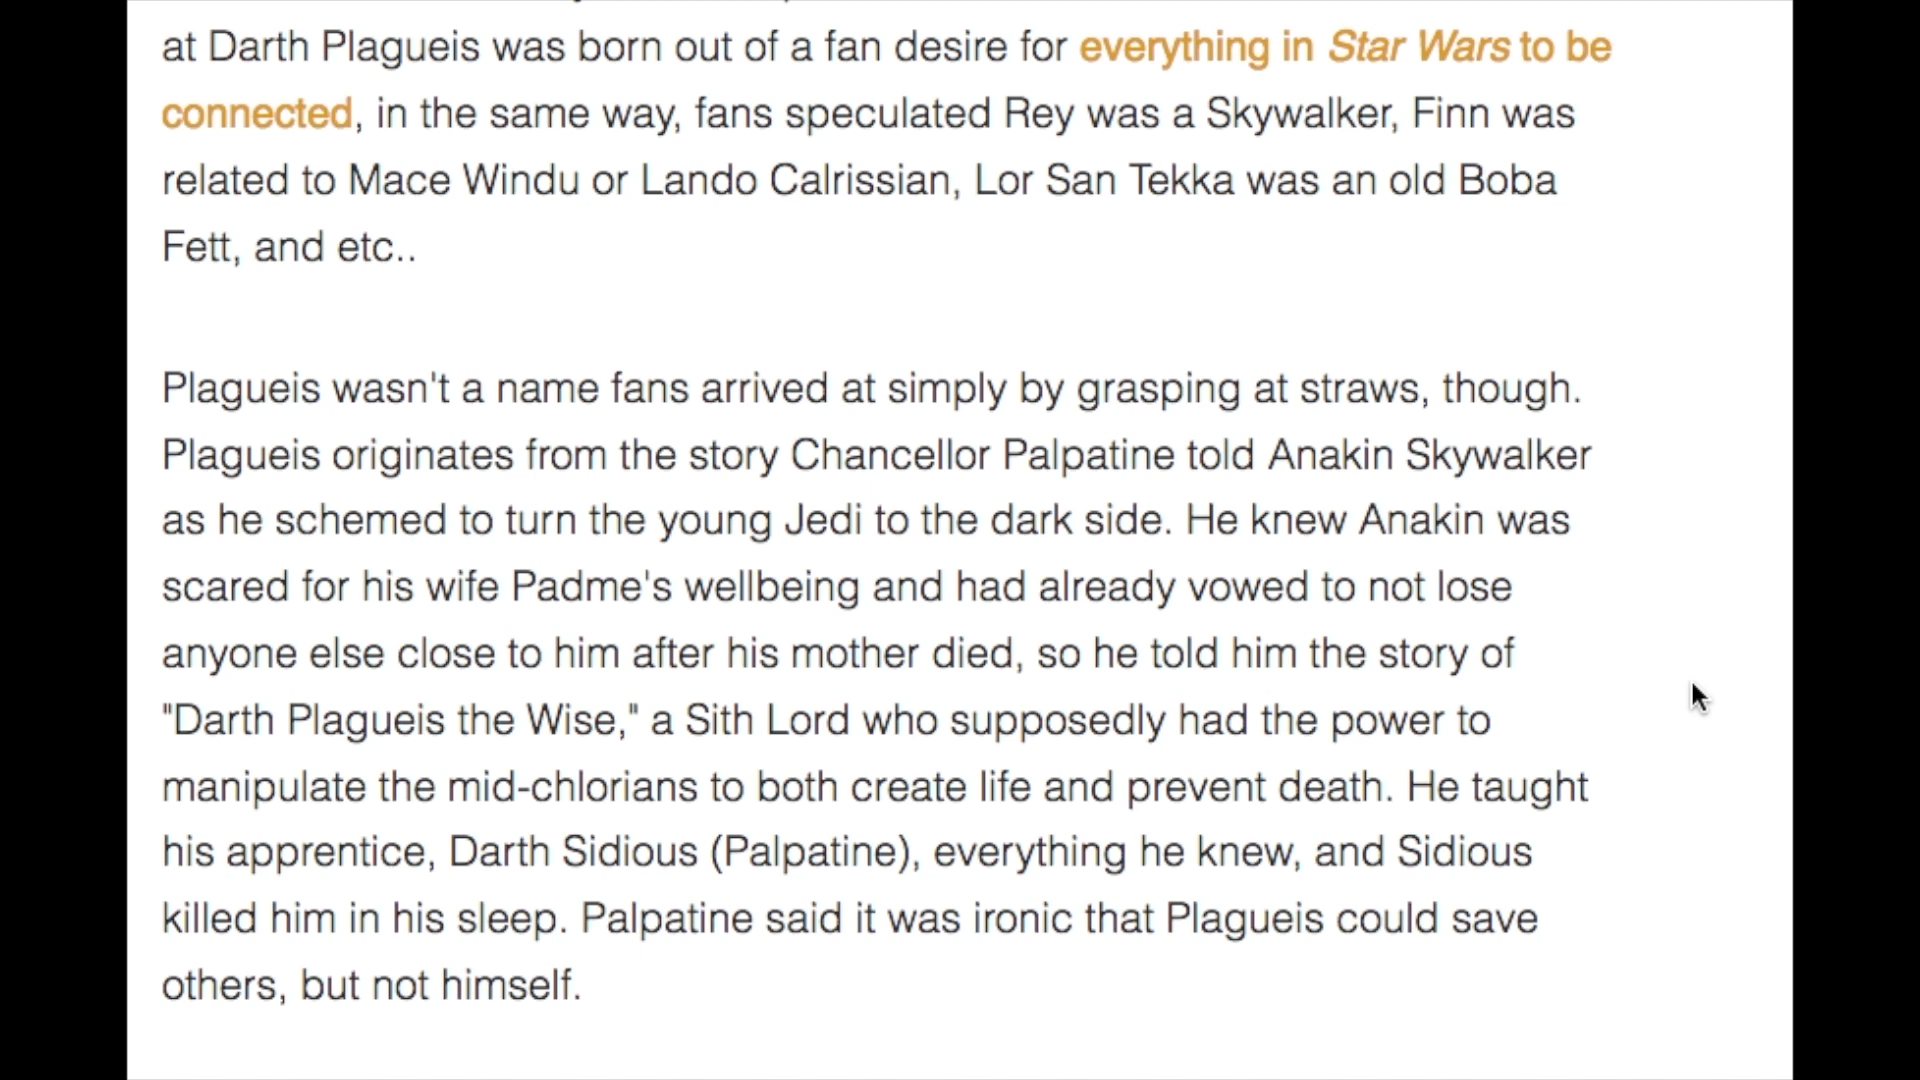 at Darth Plagueis was born out of a fan desire for everything in Star Wars to be
connected, in the same way, fans speculated Rey was a Skywalker, Finn was
related to Mace Windu or Lando Calrissian, Lor San Tekka was an old Boba
Fett, and etc..
Plagueis wasn't a name fans arrived at simply by grasping at straws, though.
Plagueis originates from the story Chancellor Palpatine told Anakin Skywalker
as he schemed to turn the young Jedi to the dark side. He knew Anakin was
scared for his wife Padme's wellbeing and had already vowed to not lose
anyone else close to him after his mother died, so he told him the story of
"Darth Plagueis the Wise," a Sith Lord who supposedly had the power to
manipulate the mid-chlorians to both create life and prevent death. He taught
his apprentice, Darth Sidious (Palpatine), everything he knew, and Sidious
killed him in his sleep. Palpatine said it was ironic that Plagueis could save
others, but not himself.